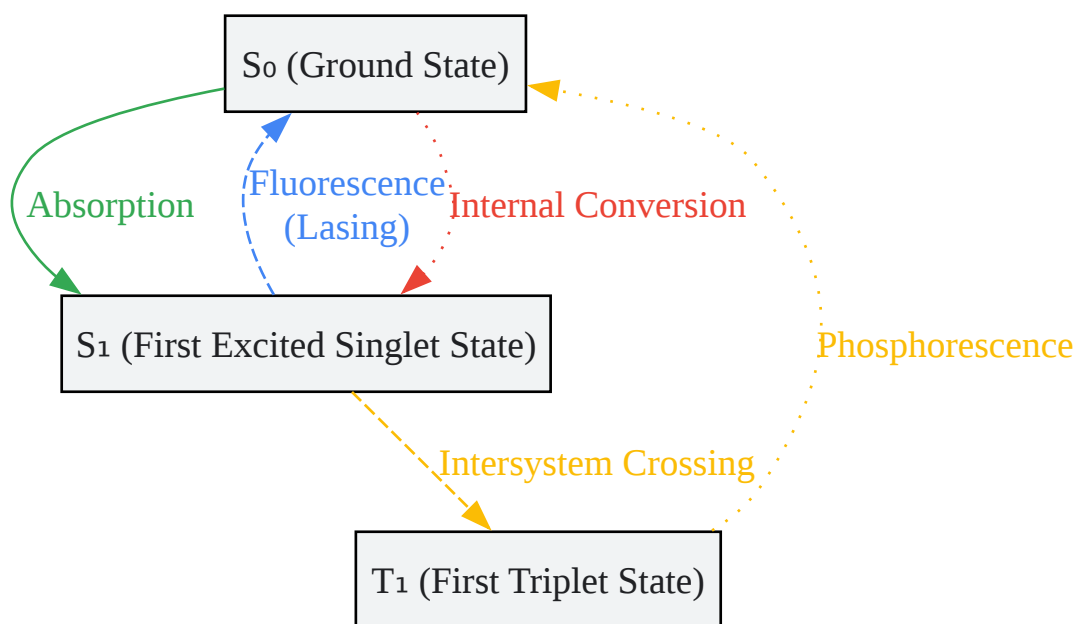 S₀ (Ground State)
Absorption
Fluorescence
(Lasing)
Internal Conversion
S₁ (First Excited Singlet State)
Phosphorescence
Intersystem Crossing
T₁ (First Triplet State)